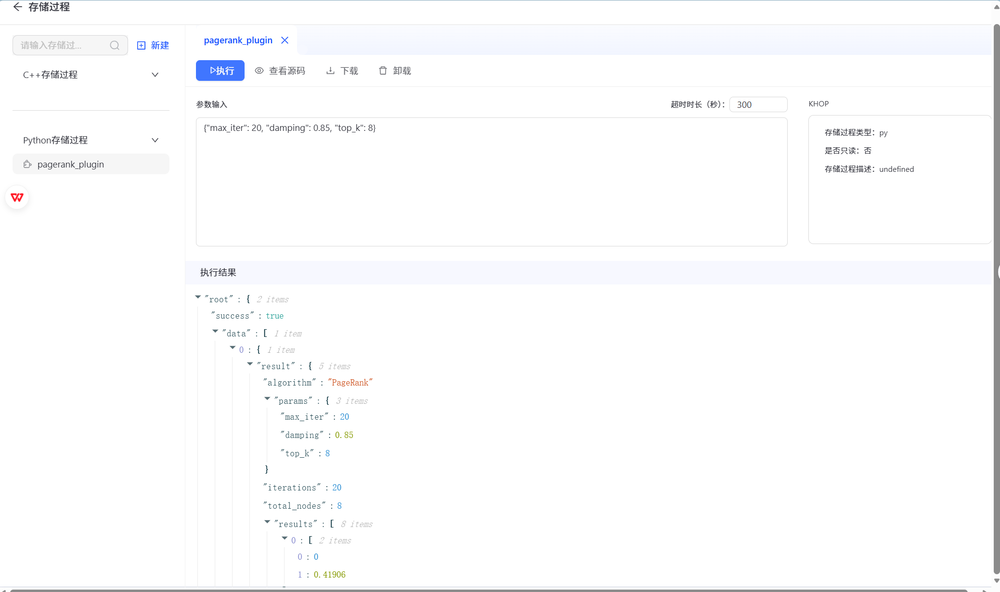 存储过程
请输入存储过...
新建
C++存储过程
Python存储过程
pagerank_plugin
pagerank_plugin
执行
查看源码
下载
卸载
参数输入
超时时长（秒）：
300
{"max_iter": 20, "damping": 0.85, "top_k": 8}
KHOP
存储过程类型：py
是否只读：否
存储过程描述：undefined
执行结果
"root" : { 2 items
"success" : true
"data" : [ 1 item
0 : { 1 item
"result" : { 5 items
"algorithm" : "PageRank"
"params" : { 3 items
"max_iter" : 20
"damping" : 0.85
"top_k" : 8
}
"iterations" : 20
"total_nodes" : 8
"results" : [ 8 items
0 : [ 2 items
0 : 0
1 : 0.41906